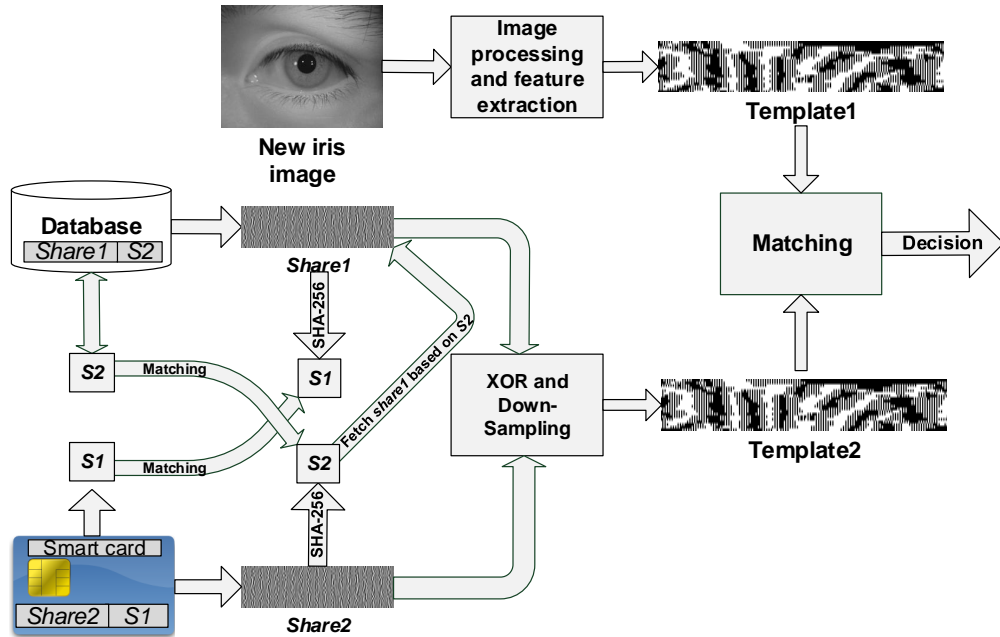 Image
processing
and feature
extraction
New iris
image
Template1
Database
Share1 S2
Share1
SHA-256
Matching
Decision
S2
Matching
S1
Fetch share1 based on S2
XOR and
Down-
Sampling
S1
Matching
S2
Template2
SHA-256
Smart card
Share2 S1
Share2